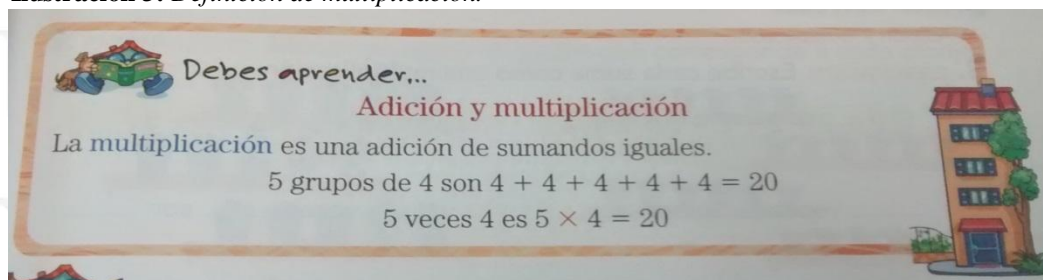 Debes aprender...
Adición y multiplicación
La multiplicación es una adición de sumandos iguales.
5 grupos de 4 son 4 + 4 + 4 + 4 + 4 = 20
5 veces 4 es 5 × 4 = 20